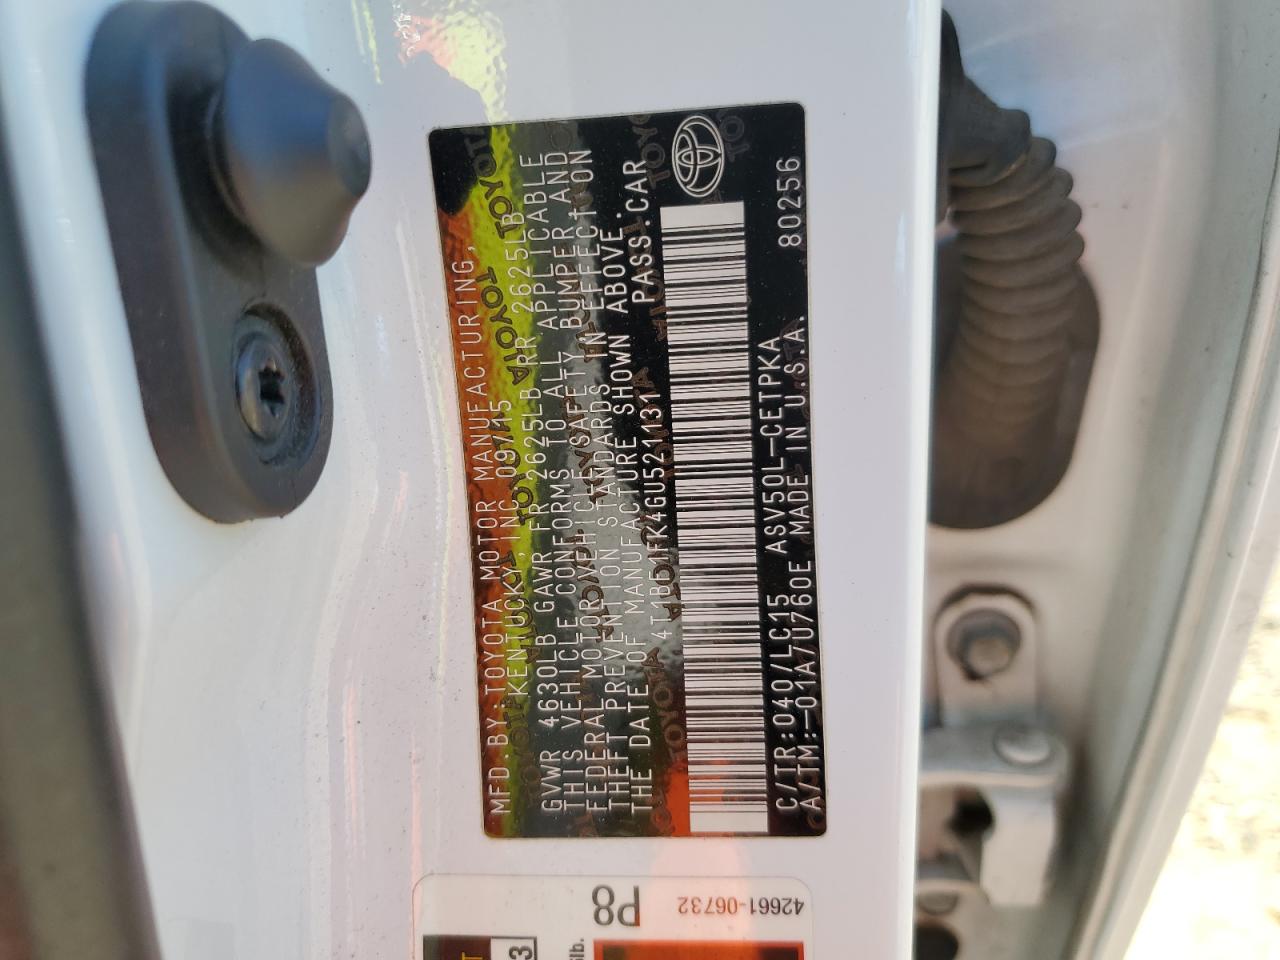 MFD.BY:TOYOTA MOTOR MANUFACTURING,
KENTUCKY,INC 09/15
GVWR 4630LB GAWR FR 2625LB RR 2625LB
THIS VEHICLE CONFORMS TO ALL APPLICABLE
FEDERAL MOTOR VEHICLE SAFETY BUMPER,AND
THEFT PREVENTION STANDARDS IN EFFECT ON
THE DATE OF MANUFACTURE SHOWN ABOVE.
4T1BF1FK4GU521131 PASS.CAR
C/TR:040/LC15 ASV50L-CETPKA 80256
A/TM:-01A/U760E MADE IN U.S.A.
P8
42661-06732